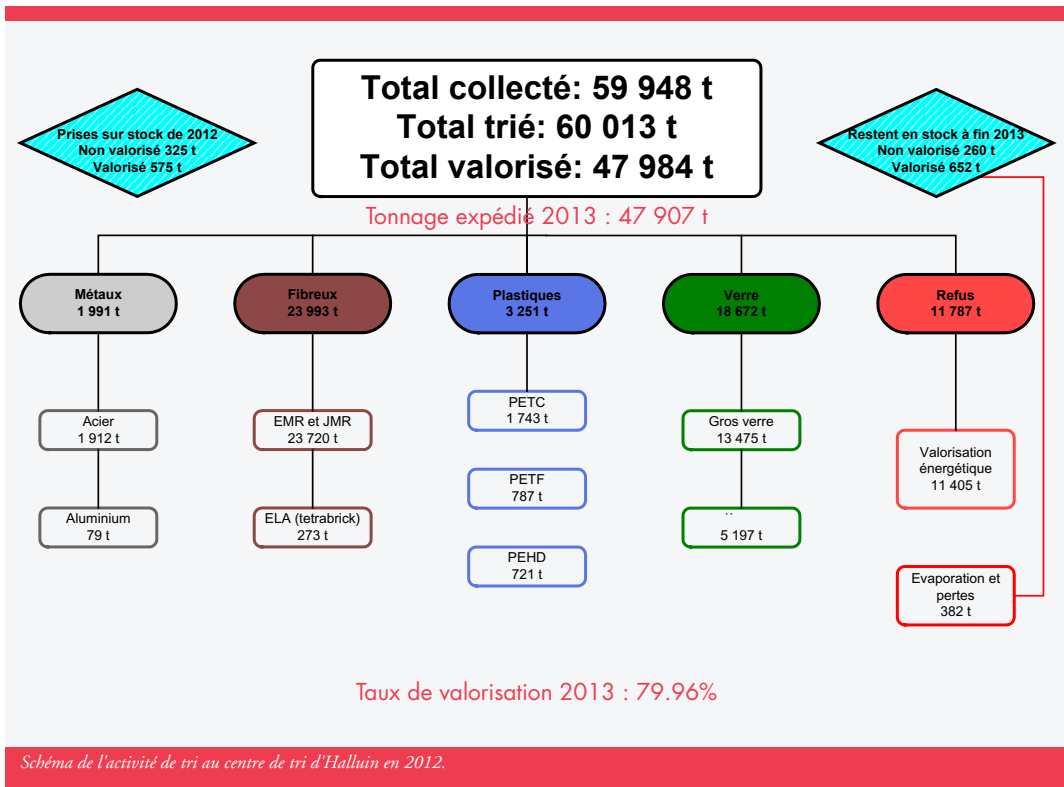 Total collecté: 59 948 t
Total trié: 60 013 t
Total valorisé: 47 984 t
Prises sur stock de 2012
Non valorisé 325 t
Valorisé 575 t
Restent en stock à fin 2013
Non valorisé 260 t
Valorisé 652 t
Tonnage expédié 2013 : 47 907 t
Métaux
1 991 t
Fibreux
23 993 t
Plastiques
3 251 t
Verre
18 672 t
Refus
11 787 t
Acier
1 912 t
Aluminium
79 t
EMR et JMR
23 720 t
ELA (tetrabrick)
273 t
PETC
1 743 t
PETF
787 t
PEHD
721 t
Gros verre
13 475 t
..
5 197 t
Valorisation
énergétique
11 405 t
Evaporation et
pertes
382 t
Taux de valorisation 2013 : 79.96%
Schéma de l'activité de tri au centre de tri d'Halluin en 2012.